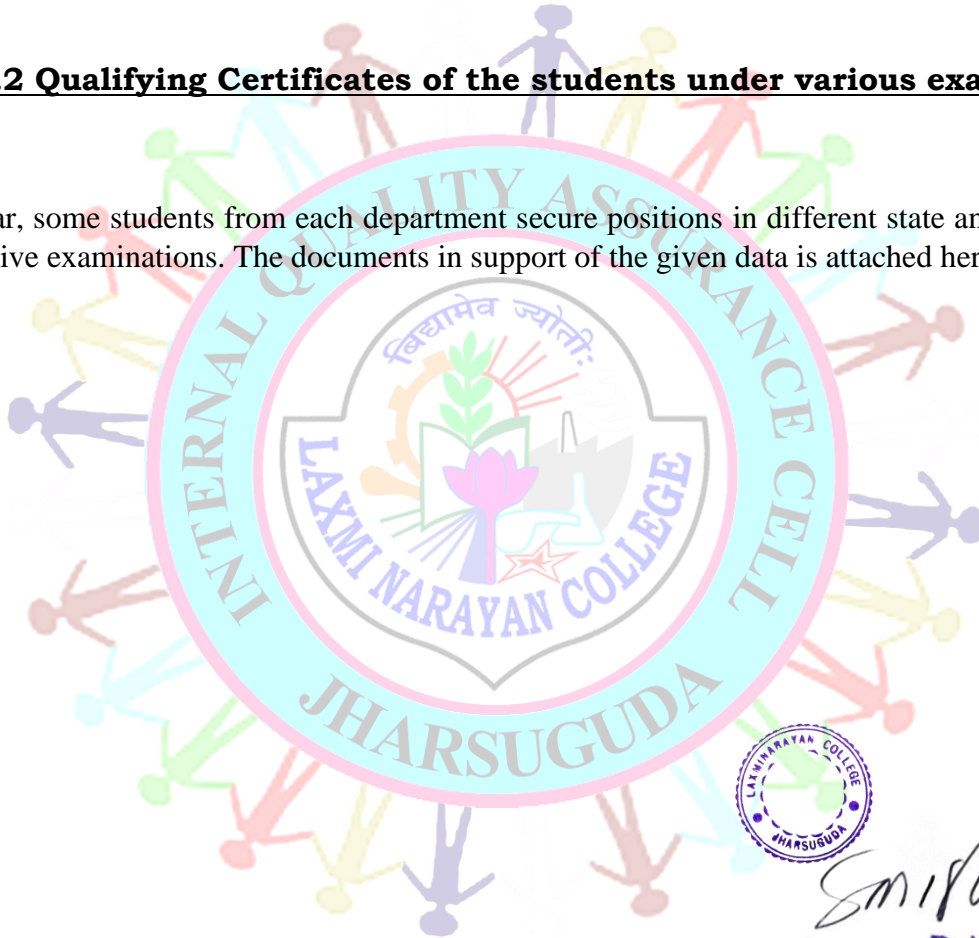 .2 Qualifying Certificates of the students under various exa
ar, some students from each department secure positions in different state an
ive examinations. The documents in support of the given data is attached her
INTERNAL QUALITY ASSURANCE CELL
बिद्यामेव ज्योतिः
LAXMI NARAYAN COLLEGE
JHARSUGUDA
LAXMINARAYAN COLLEGE
JHARSUGUDA